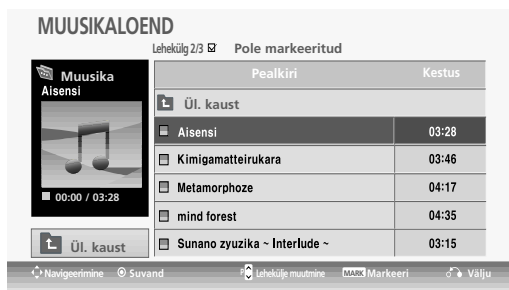 MUUSIKALOEND
Lehekülg 2/3 Pole markeeritud
Muusika
Aisensi
00:00 / 03:28
Ül. kaust
Pealkiri Kestus
Ül. kaust
Aisensi 03:28
Kimigamatteirukara 03:46
Metamorphoze 04:17
mind forest 04:35
Sunano zyuzika ~ Interlude ~ 03:15
Navigeerimine Suvand P Lehekülje muutmine MARK Markeeri Välju